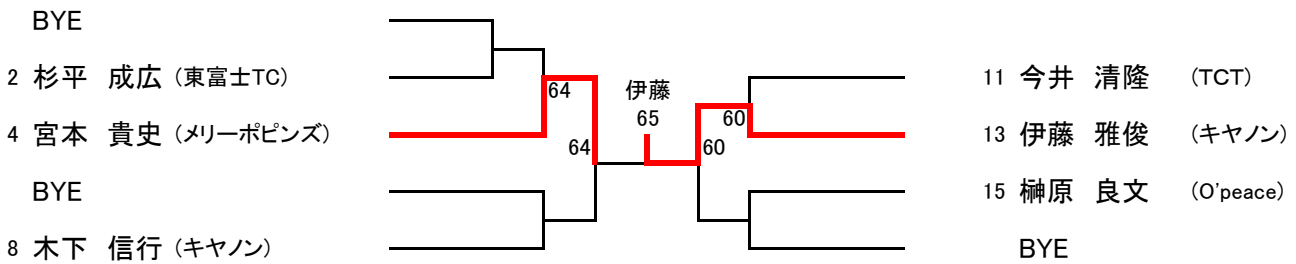 BYE
2 杉平 成広 (東富士TC)
4 宮本 貴史 (メリーポピンズ)
BYE
8 木下 信行 (キヤノン)
64
64
伊藤
65
60
60
11 今井 清隆 (TCT)
13 伊藤 雅俊 (キヤノン)
15 榊原 良文 (O'peace)
BYE